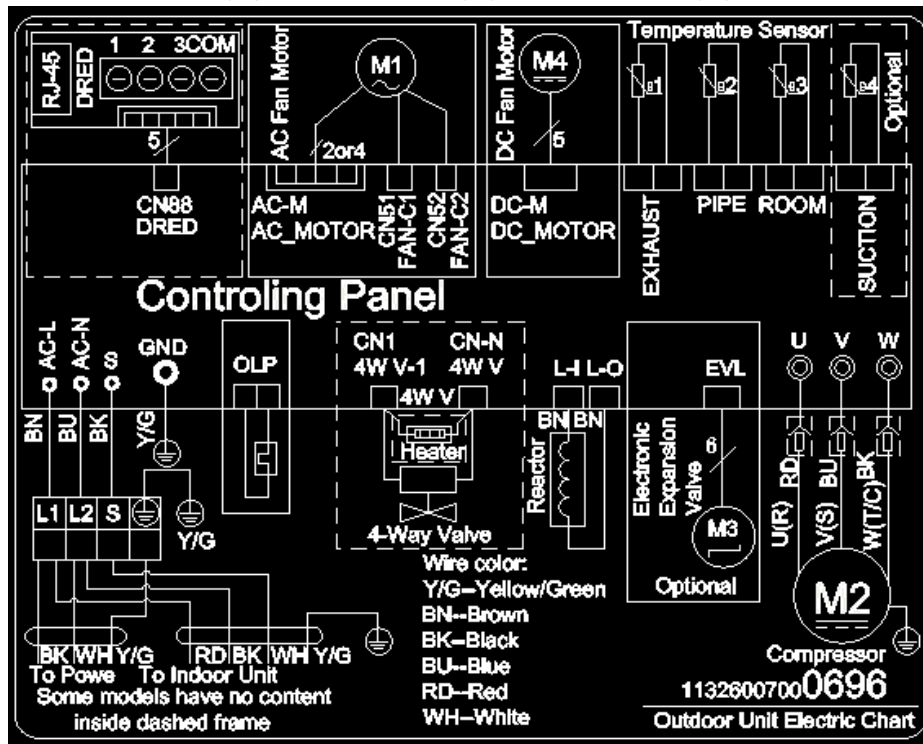 RJ-45
DRED
1 2 3COM
5
CN88
DRED
AC Fan Motor
M1
2or4
AC-M
AC_MOTOR
CN51
FAN-C1
CN52
FAN-C2
DC Fan Motor
M4
5
DC-M
DC_MOTOR
Temperature Sensor
θ1
θ2
θ3
θ4
Optional
EXHAUST
PIPE
ROOM
SUCTION
Controling Panel
AC-L
AC-N
S
GND
OLP
CN1
4W V-1
CN-N
4W V
4W V
L-I
L-O
EVL
U
V
W
BN
BU
BK
Y/G
Heater
4-Way Valve
BN
BN
Reactor
Electronic
Expansion
Valve
6
M3
Optional
RD
BU
BK
U(R)
V(S)
W(T/C)
M2
Compressor
L1 L2 S
Y/G
BK WH Y/G
RD BK WH Y/G
To Powe
To Indoor Unit
Some models have no content
inside dashed frame
Wire color:
Y/G--Yellow/Green
BN--Brown
BK--Black
BU--Blue
RD--Red
WH--White
11326007000696
Outdoor Unit Electric Chart